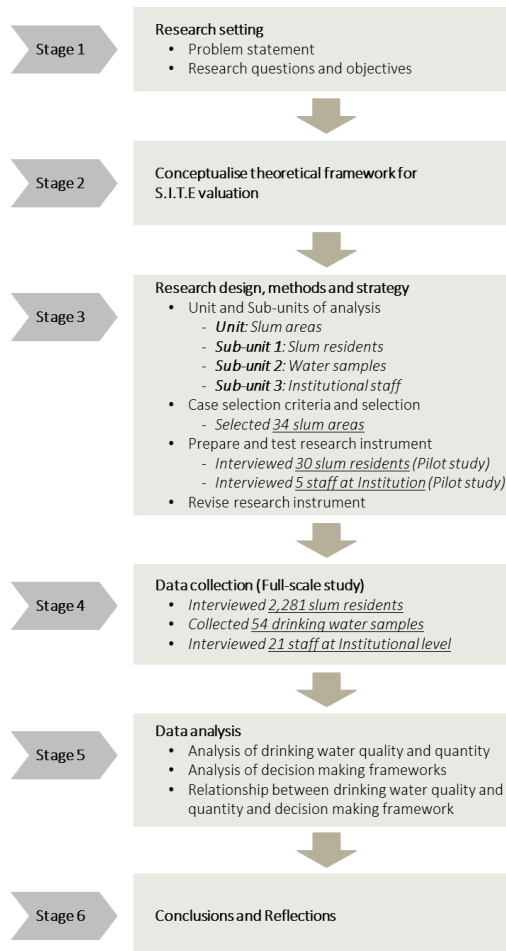 Stage 1
Research setting
• Problem statement
• Research questions and objectives
Stage 2
Conceptualise theoretical framework for
S.I.T.E valuation
Stage 3
Research design, methods and strategy
• Unit and Sub-units of analysis
- Unit: Slum areas
- Sub-unit 1: Slum residents
- Sub-unit 2: Water samples
- Sub-unit 3: Institutional staff
• Case selection criteria and selection
- Selected 34 slum areas
• Prepare and test research instrument
- Interviewed 30 slum residents (Pilot study)
- Interviewed 5 staff at Institution (Pilot study)
• Revise research instrument
Stage 4
Data collection (Full-scale study)
• Interviewed 2,281 slum residents
• Collected 54 drinking water samples
• Interviewed 21 staff at Institutional level
Stage 5
Data analysis
• Analysis of drinking water quality and quantity
• Analysis of decision making frameworks
• Relationship between drinking water quality and
quantity and decision making framework
Stage 6
Conclusions and Reflections